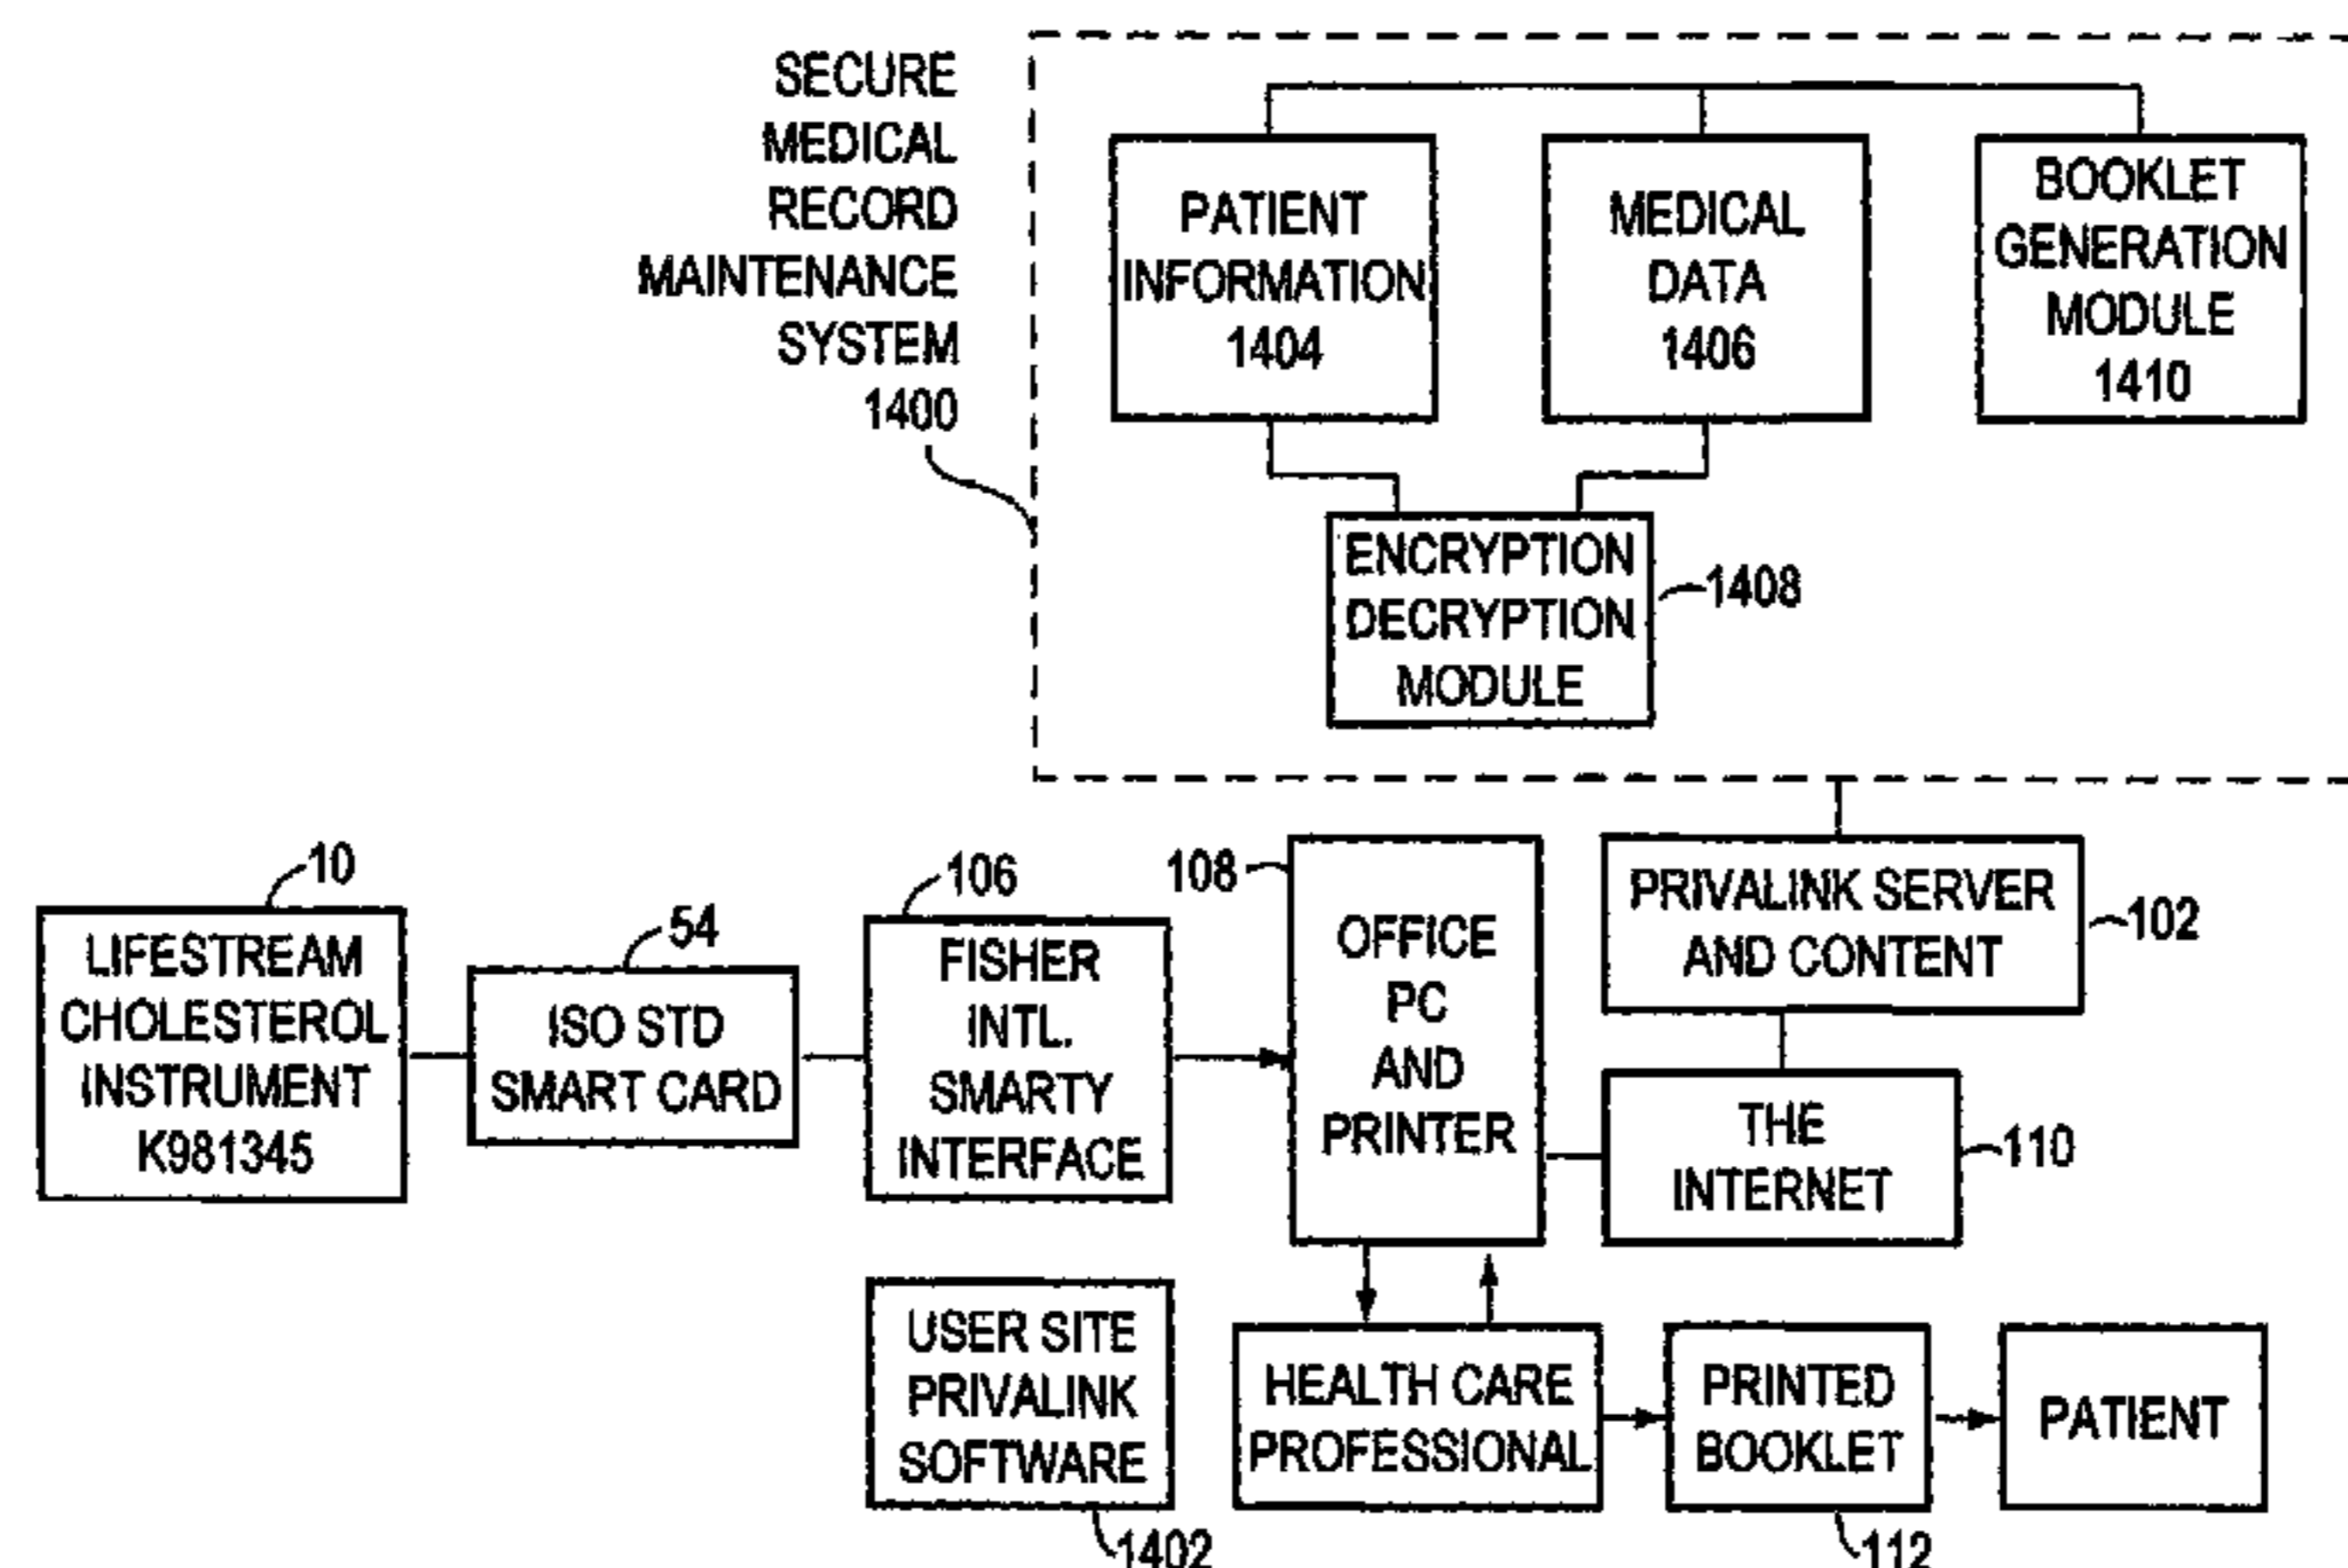 SECURE
MEDICAL
RECORD
MAINTENANCE
SYSTEM
1400
PATIENT
INFORMATION
1404
MEDICAL
DATA
1406
BOOKLET
GENERATION
MODULE
1410
ENCRYPTION
DECRYPTION
MODULE
1408
10
LIFESTREAM
CHOLESTEROL
INSTRUMENT
K981345
54
ISO STD
SMART CARD
106
FISHER
INTL.
SMARTY
INTERFACE
108
OFFICE
PC
AND
PRINTER
PRIVALINK SERVER
AND CONTENT
102
THE
INTERNET
110
USER SITE
PRIVALINK
SOFTWARE
1402
HEALTH CARE
PROFESSIONAL
PRINTED
BOOKLET
112
PATIENT